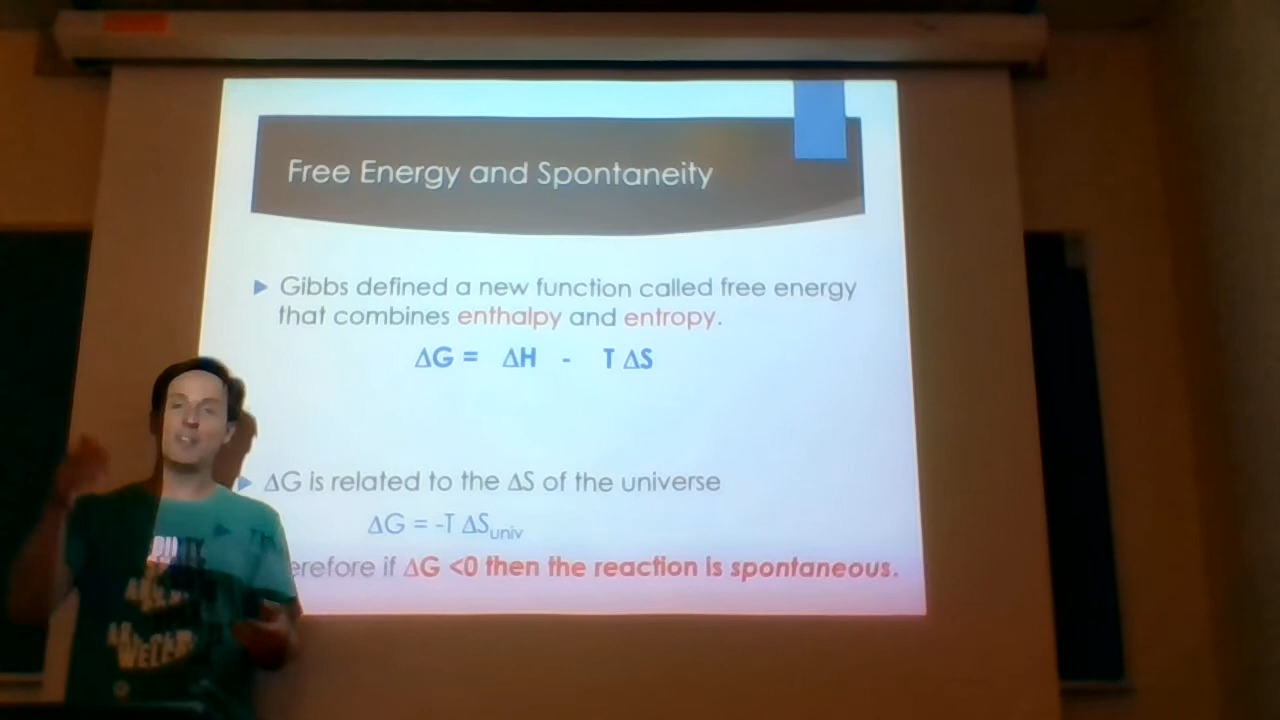 Free Energy and Spontaneity
Gibbs defined a new function called free energy
that combines enthalpy and entropy.
ΔG = ΔH - T ΔS
ΔG is related to the ΔS of the universe
ΔG = -T ΔSuniv
erefore if ΔG <0 then the reaction is spontaneous.